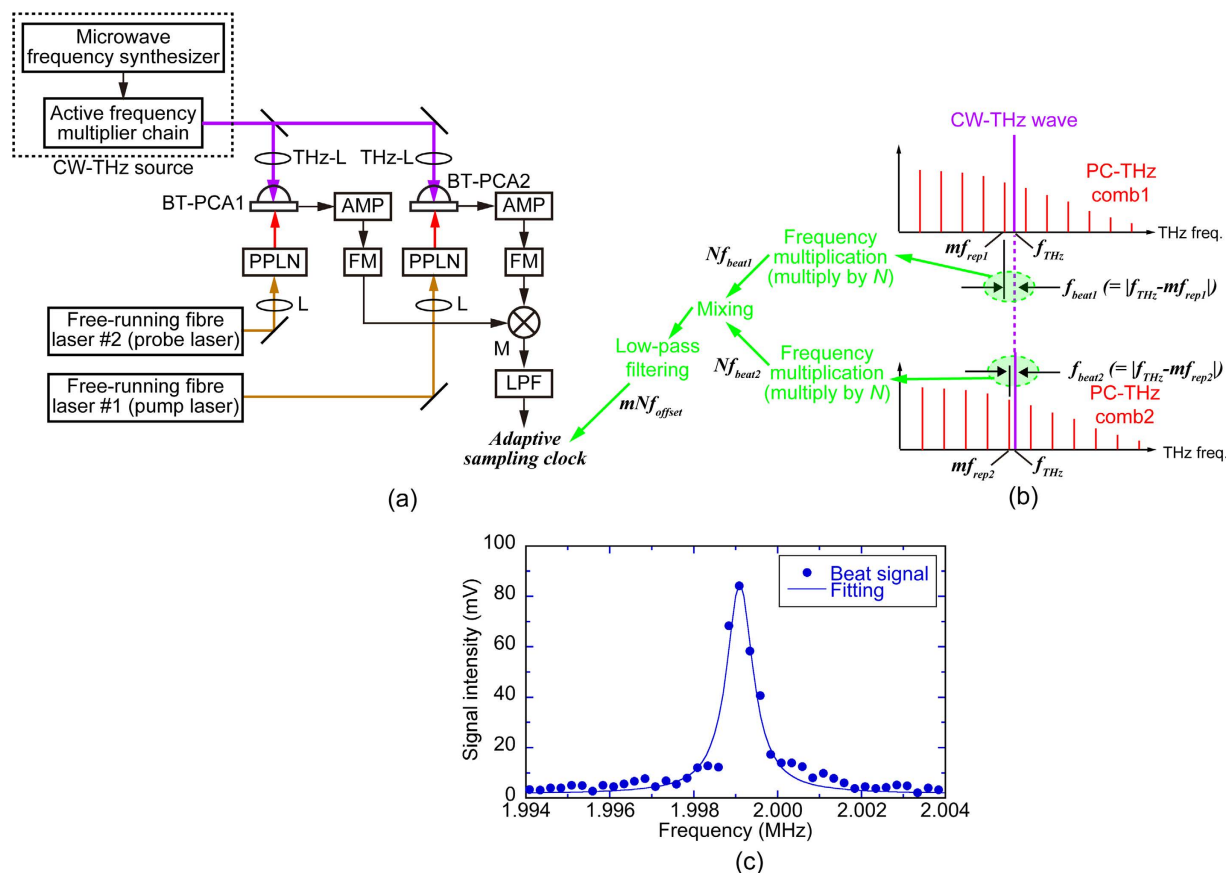 Microwave
frequency synthesizer
Active frequency
multiplier chain
CW-THz source
THz-L
THz-L
BT-PCA1
BT-PCA2
AMP
AMP
PPLN
FM
PPLN
FM
L
L
Free-running fibre
laser #2 (probe laser)
Free-running fibre
laser #1 (pump laser)
M
LPF
Adaptive
sampling clock
(a)
CW-THz wave
PC-THz
comb1
THz freq.
mf_rep1
f_THz
Frequency
multiplication
(multiply by N)
Nf_beat1
f_beat1 (= |f_THz-mf_rep1|)
Mixing
Low-pass
filtering
Nf_beat2
Frequency
multiplication
(multiply by N)
mNf_offset
f_beat2 (= |f_THz-mf_rep2|)
PC-THz
comb2
THz freq.
mf_rep2
f_THz
(b)
100
80
60
40
20
0
Signal intensity (mV)
Beat signal
Fitting
1.994
1.996
1.998
2.000
2.002
2.004
Frequency (MHz)
(c)